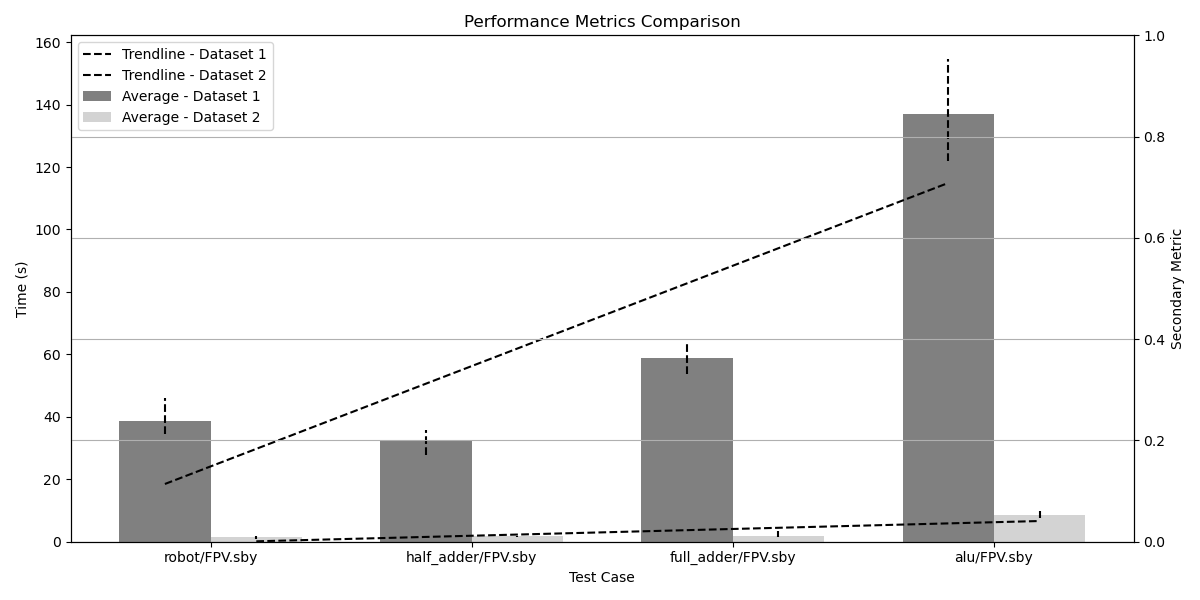 Performance Metrics Comparison
Trendline - Dataset 1
Trendline - Dataset 2
Average - Dataset 1
Average - Dataset 2
Time (s)
160
140
120
100
80
60
40
20
0
1.0
0.8
0.6
0.4
0.2
0.0
Secondary Metric
robot/FPV.sby half_adder/FPV.sby full_adder/FPV.sby alu/FPV.sby
Test Case